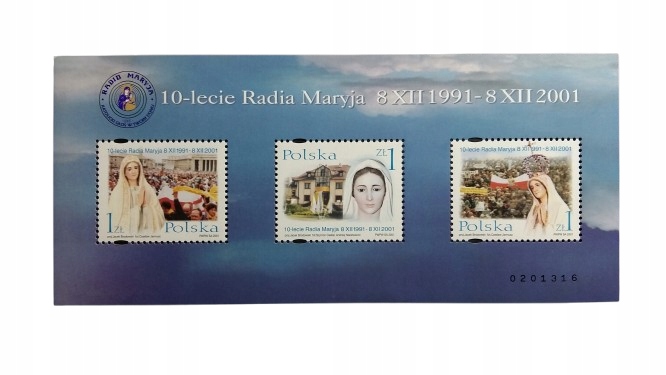 RADIO MARYJA
10-lecie Radia Maryja 8 XII 1991 - 8 XII 2001
10-lecie Radia Maryja 8 XII 1991 - 8 XII 2001
1 ZŁ Polska
Polska ZŁ 1
10-lecie Radia Maryja 8 XII 1991 - 8 XII 2001
10-lecie Radia Maryja 8 XII 1991 - 8 XII 2001
Polska ZŁ 1
0201316